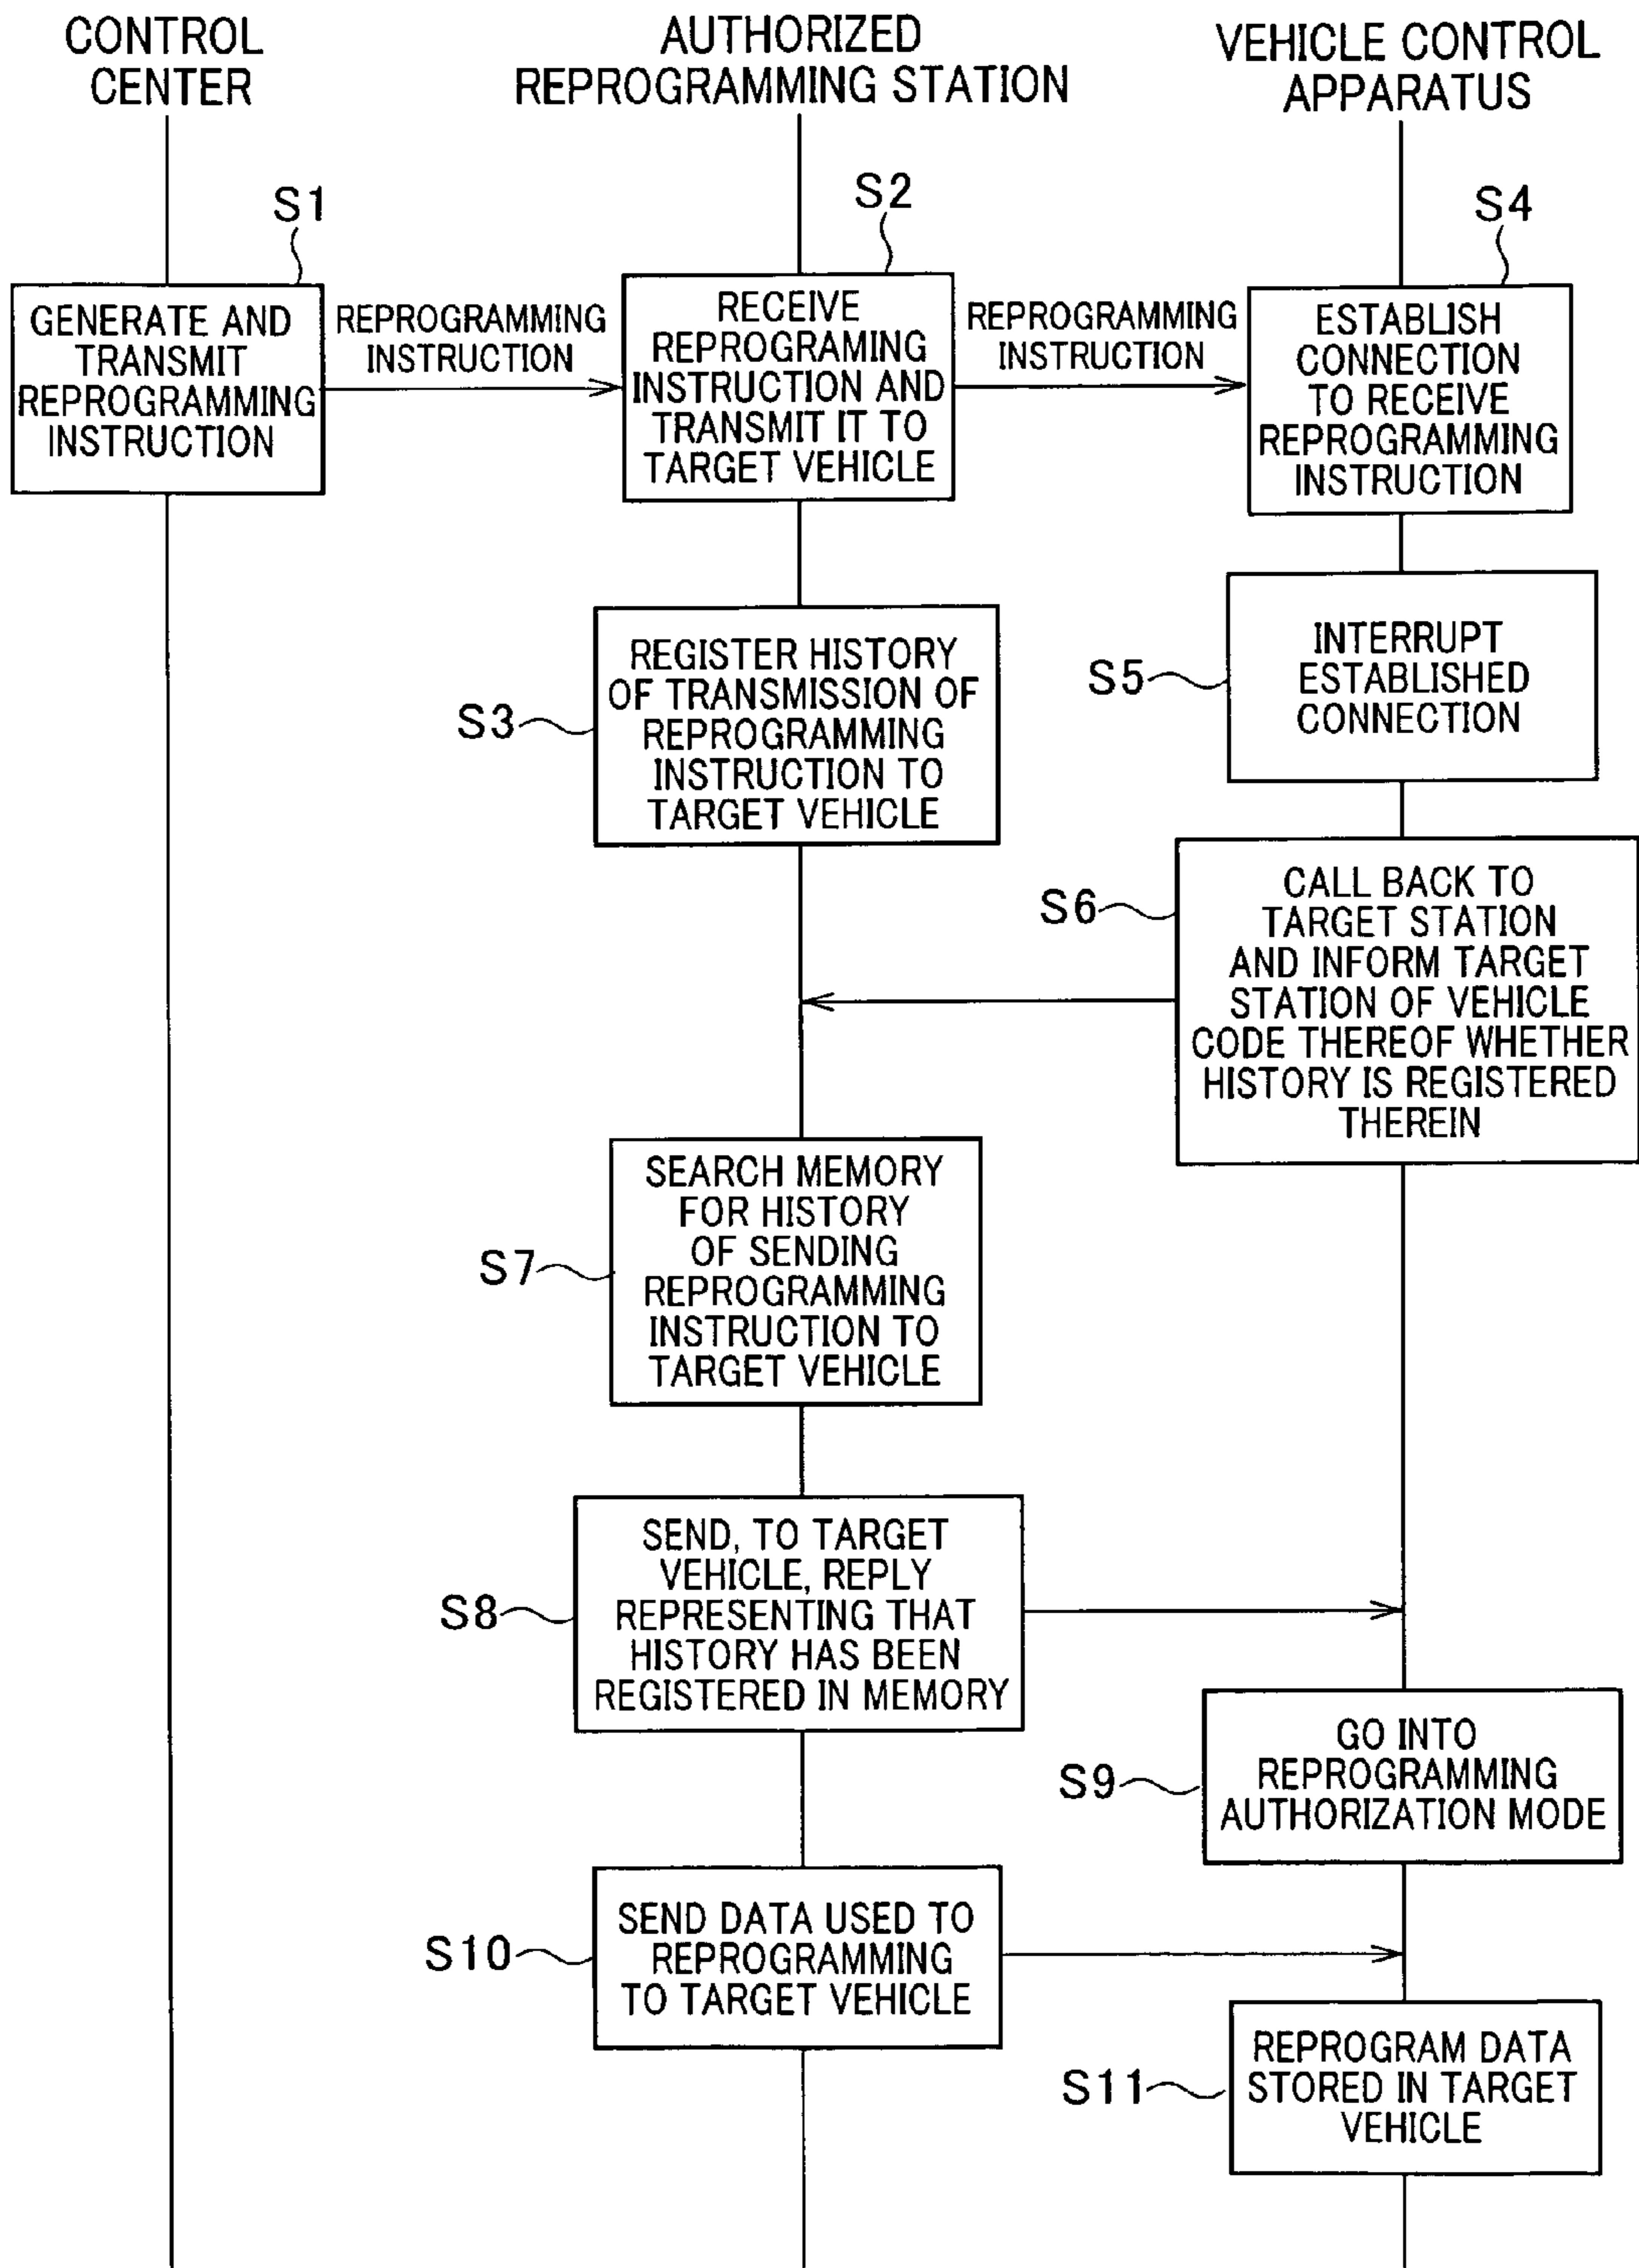 CONTROL
CENTER
AUTHORIZED
REPROGRAMMING STATION
VEHICLE CONTROL
APPARATUS
S1
GENERATE AND
TRANSMIT
REPROGRAMMING
INSTRUCTION
REPROGRAMMING
INSTRUCTION
S2
RECEIVE
REPROGRAMING
INSTRUCTION AND
TRANSMIT IT TO
TARGET VEHICLE
REPROGRAMMING
INSTRUCTION
S4
ESTABLISH
CONNECTION
TO RECEIVE
REPROGRAMMING
INSTRUCTION
S3
REGISTER HISTORY
OF TRANSMISSION OF
REPROGRAMMING
INSTRUCTION TO
TARGET VEHICLE
S5
INTERRUPT
ESTABLISHED
CONNECTION
S6
CALL BACK TO
TARGET STATION
AND INFORM TARGET
STATION OF VEHICLE
CODE THEREOF WHETHER
HISTORY IS REGISTERED
THEREIN
S7
SEARCH MEMORY
FOR HISTORY
OF SENDING
REPROGRAMMING
INSTRUCTION TO
TARGET VEHICLE
S8
SEND, TO TARGET
VEHICLE, REPLY
REPRESENTING THAT
HISTORY HAS BEEN
REGISTERED IN MEMORY
S9
GO INTO
REPROGRAMMING
AUTHORIZATION MODE
S10
SEND DATA USED TO
REPROGRAMMING
TO TARGET VEHICLE
S11
REPROGRAM DATA
STORED IN TARGET
VEHICLE